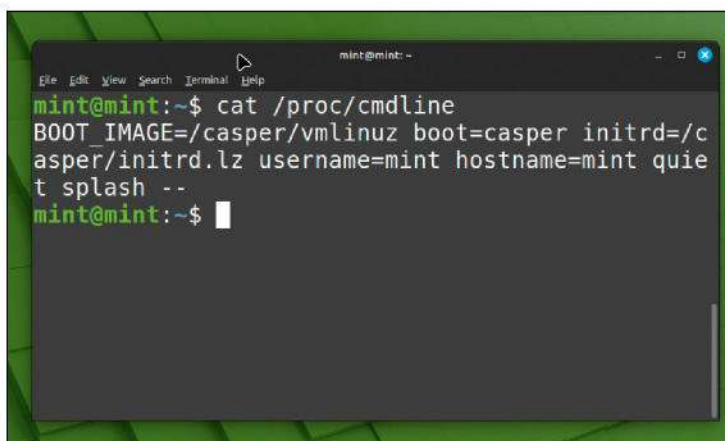 mint@mint: ~
File Edit View Search Terminal Help
mint@mint:~$ cat /proc/cmdline
BOOT_IMAGE=/casper/vmlinuz boot=casper initrd=/c
asper/initrd.lz username=mint hostname=mint quie
t splash --
mint@mint:~$